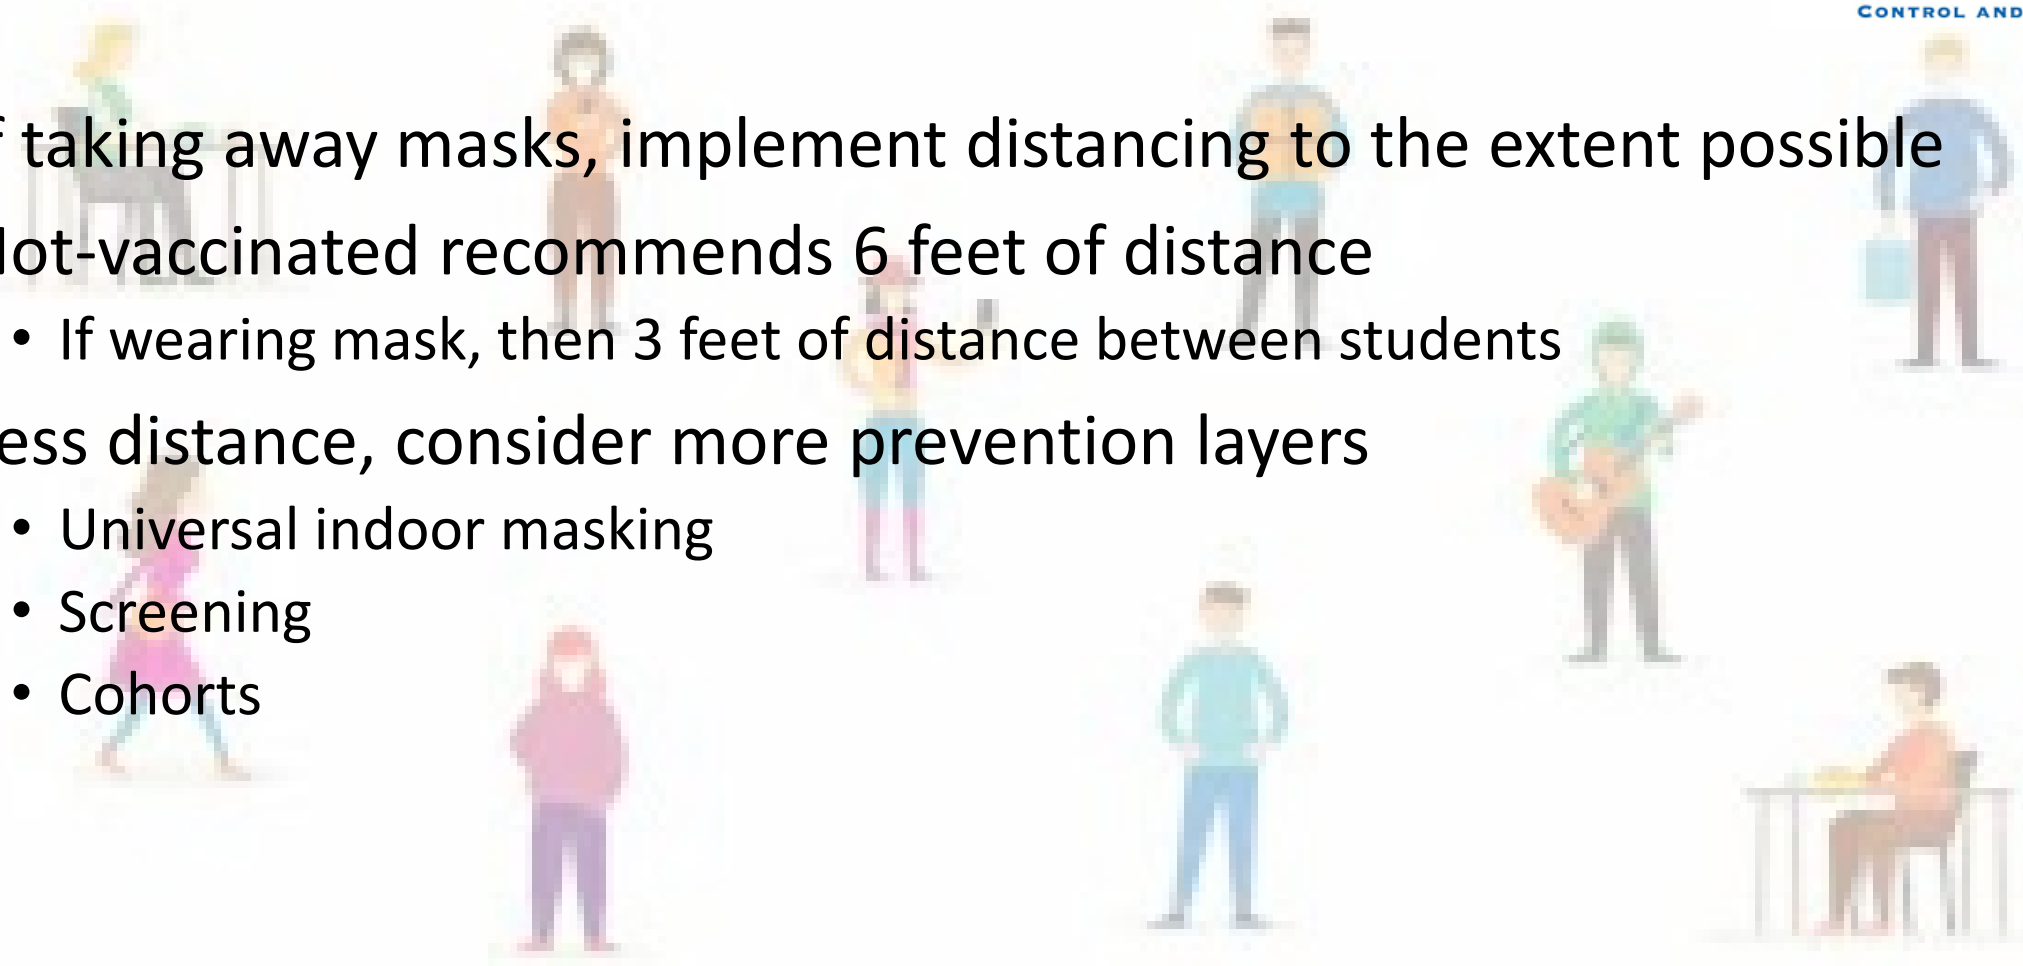 CONTROL AND
taking away masks, implement distancing to the extent possible
ot-vaccinated recommends 6 feet of distance
• If wearing mask, then 3 feet of distance between students
ess distance, consider more prevention layers
• Universal indoor masking
• Screening
• Cohorts